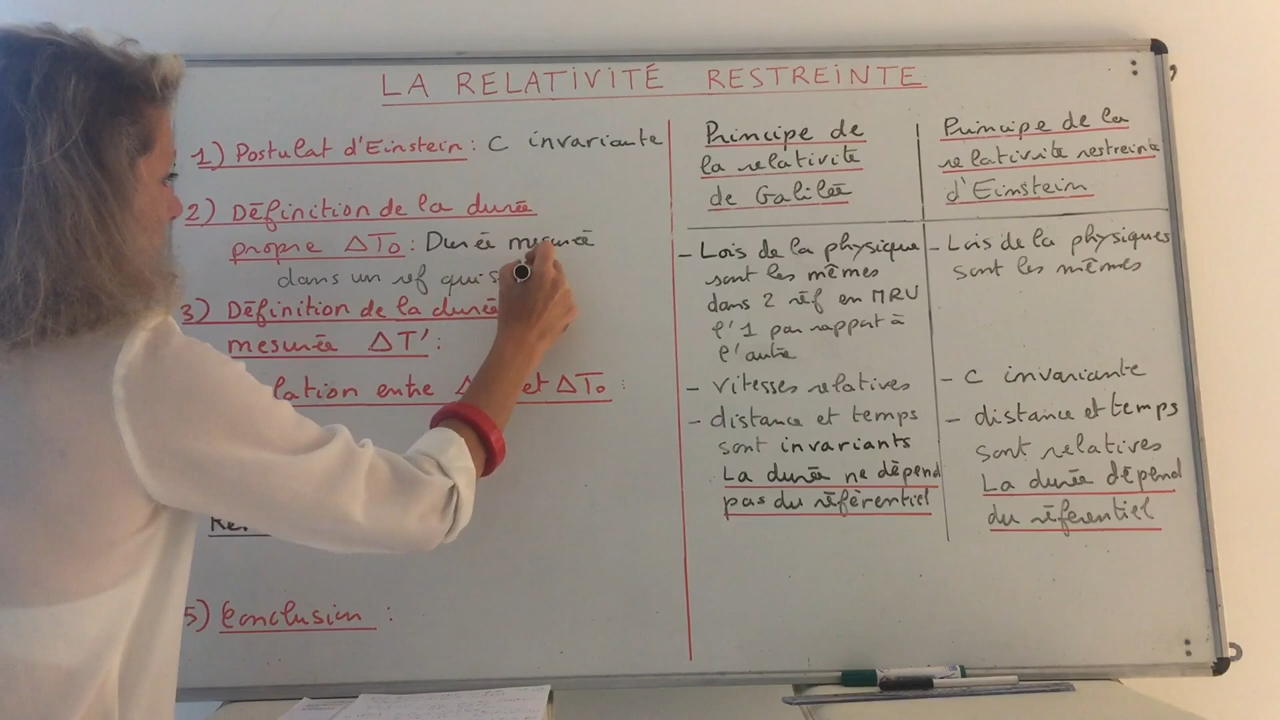 LA RELATIVITÉ RESTREINTE
1) Postulat d'Einstein : C invariante
2) Définition de la durée
propre ΔT₀ : Durée mesurée
dans un ref qui s
3) Définition de la durée
mesurée ΔT' :
lation entre Δ et ΔT₀ :
5) Conclusion :
Principe de
la relativité
de Galilée
- Lois de la physique
sont les mêmes
dans 2 réf en MRU
l'1 par rapport à
l'autre
- vitesses relatives
- distance et temps
sont invariants
La durée ne dépend
pas du référentiel
Principe de la
relativité restreinte
d'Einstein
- Lois de la physiques
sont les mêmes
- C invariante
- distance et temps
sont relatives
La durée dépend
du réferentiel